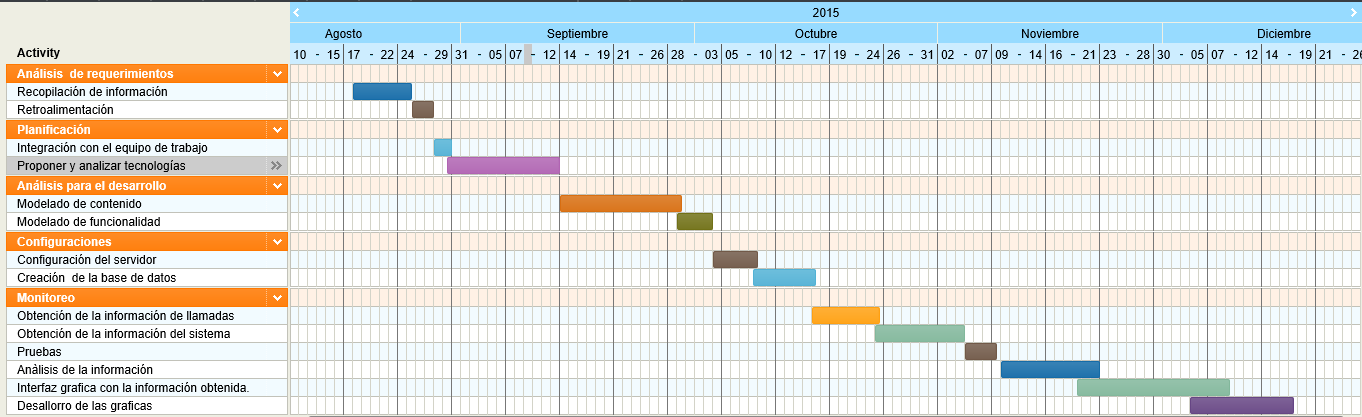 2015
Agosto Septiembre Octubre Noviembre Diciembre
Activity 10 - 15 17 - 22 24 - 29 31 - 05 07 - 12 14 - 19 21 - 26 28 - 03 05 - 10 12 - 17 19 - 24 26 - 31 02 - 07 09 - 14 16 - 21 23 - 28 30 - 05 07 - 12 14 - 19 21 - 26
Análisis de requerimientos
Recopilación de información
Retroalimentación
Planificación
Integración con el equipo de trabajo
Proponer y analizar tecnologías
Análisis para el desarrollo
Modelado de contenido
Modelado de funcionalidad
Configuraciones
Configuración del servidor
Creación de la base de datos
Monitoreo
Obtención de la información de llamadas
Obtención de la información del sistema
Pruebas
Análisis de la información
Interfaz grafica con la información obtenida.
Desallorro de las graficas